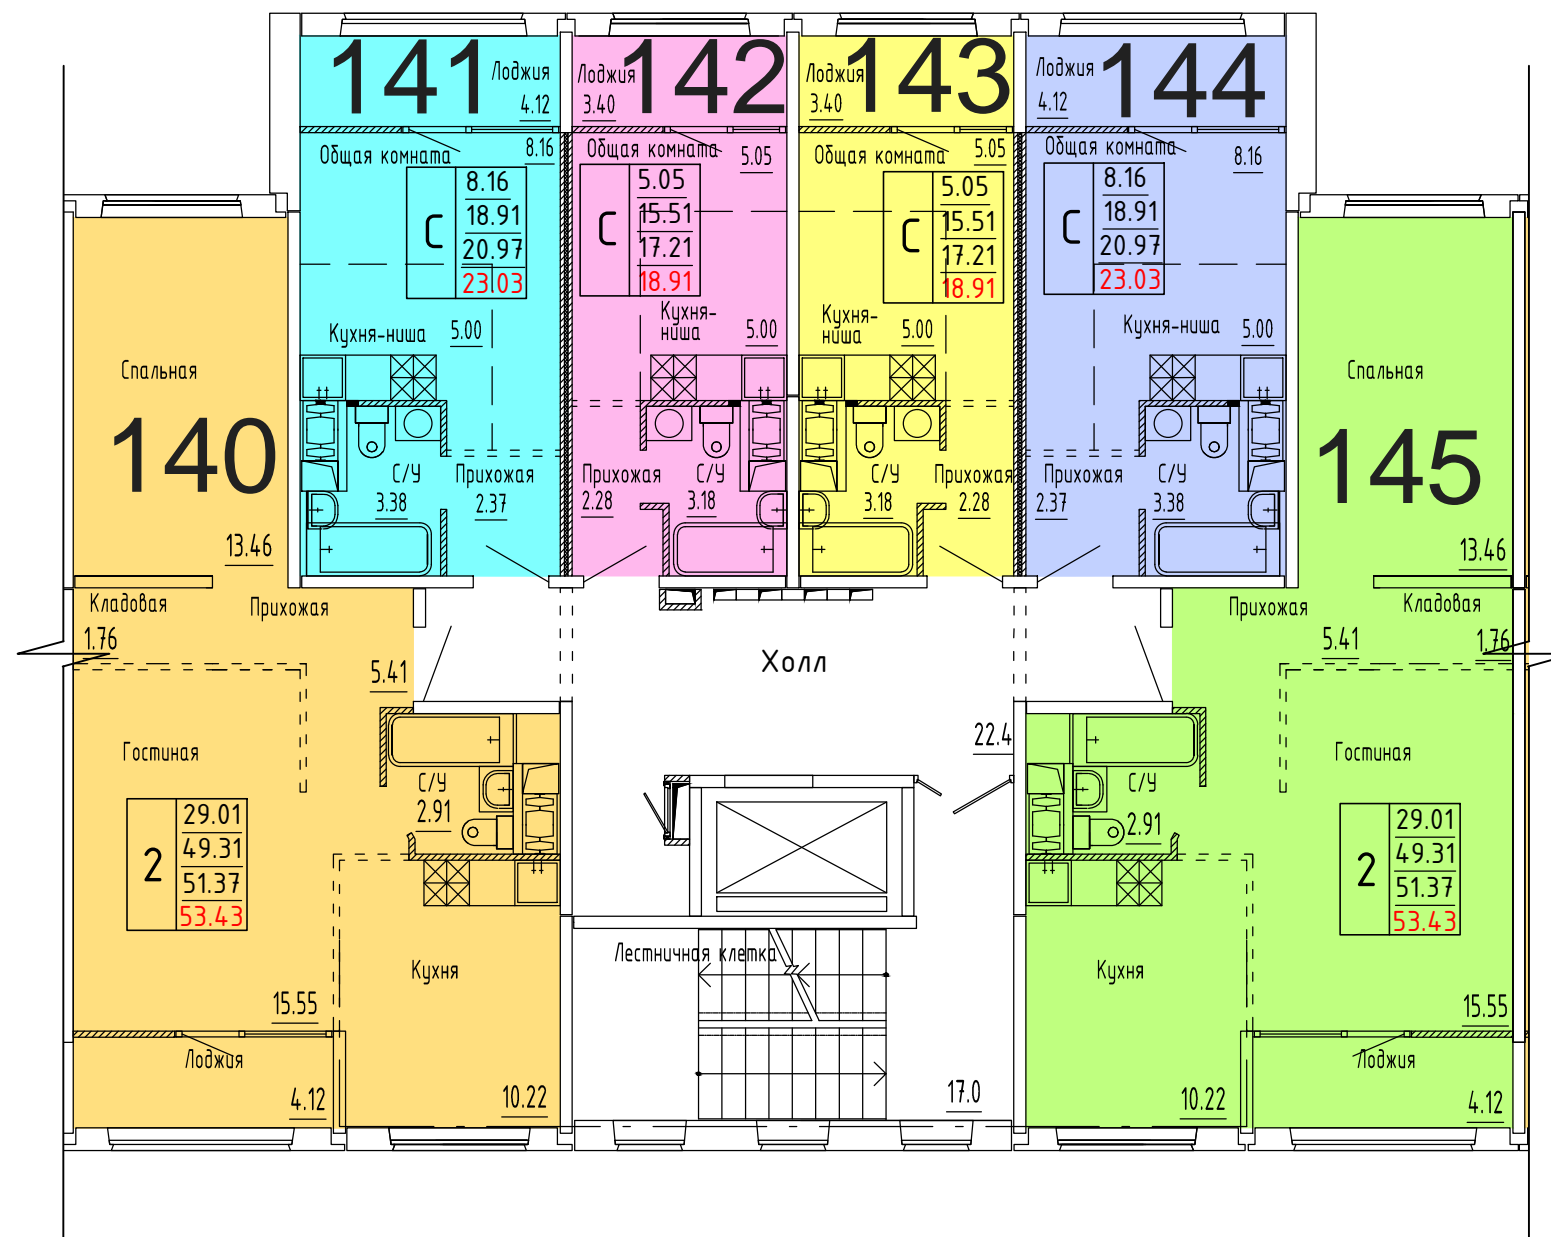 141
Лоджия
4.12
8.16
Общая комната
С
8.16
18.91
20.97
23.03
Кухня-ниша
5.00
С/У
3.38
Прихожая
2.37
142
Лоджия
3.40
Общая комната
5.05
С
5.05
15.51
17.21
18.91
Кухня-
ниша
5.00
Прихожая
2.28
С/У
3.18
143
Лоджия
3.40
Общая комната
5.05
С
5.05
15.51
17.21
18.91
Кухня-
ниша
5.00
С/У
3.18
Прихожая
2.28
144
Лоджия
4.12
Общая комната
8.16
С
8.16
18.91
20.97
23.03
Кухня-ниша
5.00
Прихожая
2.37
С/У
3.38
Спальная
140
13.46
Кладовая
1.76
Прихожая
5.41
Гостиная
2
29.01
49.31
51.37
53.43
15.55
С/У
2.91
Кухня
10.22
Лоджия
4.12
Холл
22.4
Лестничная клетка
17.0
Спальная
145
13.46
Прихожая
5.41
Кладовая
1.76
Гостиная
2
29.01
49.31
51.37
53.43
15.55
С/У
2.91
Кухня
10.22
Лоджия
4.12